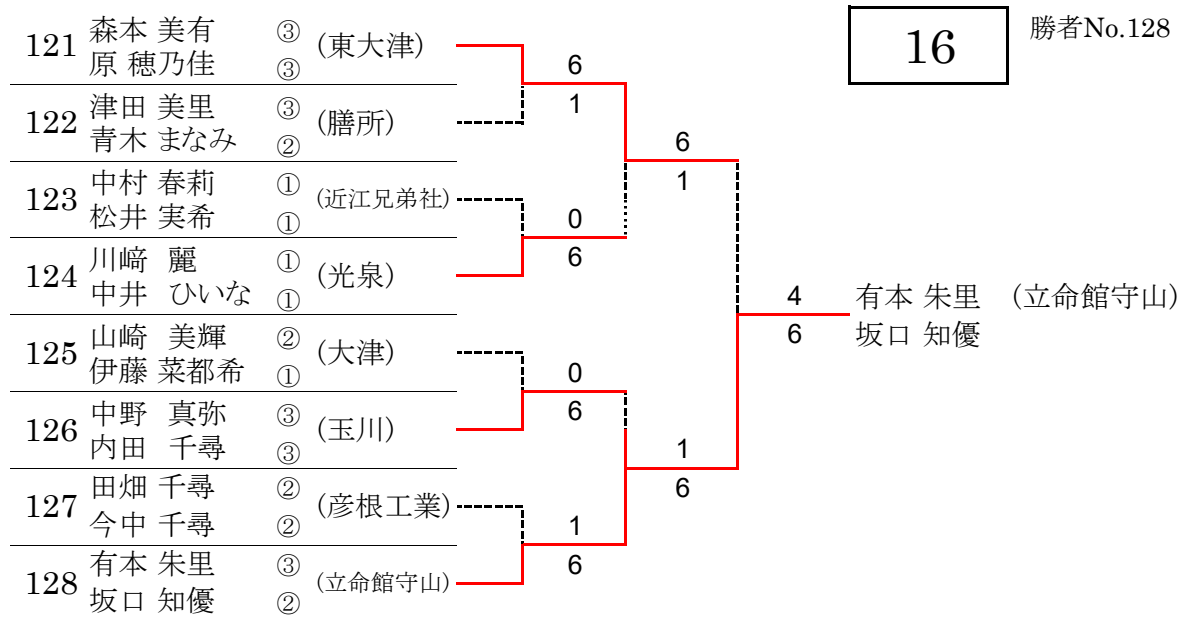 121 森本 美有 ③ (東大津)
原 穂乃佳 ③
122 津田 美里 ③ (膳所)
青木 まなみ ②
123 中村 春莉 ① (近江兄弟社)
松井 実希 ①
124 川﨑 麗 ① (光泉)
中井 ひいな ①
125 山崎 美輝 ② (大津)
伊藤 菜都希 ①
126 中野 真弥 ③ (玉川)
内田 千尋 ③
127 田畑 千尋 ② (彦根工業)
今中 千尋 ②
128 有本 朱里 ③ (立命館守山)
坂口 知優 ②
6
1
0
6
0
6
1
6
6
1
1
6
4
6
有本 朱里 (立命館守山)
坂口 知優
16
勝者No.128